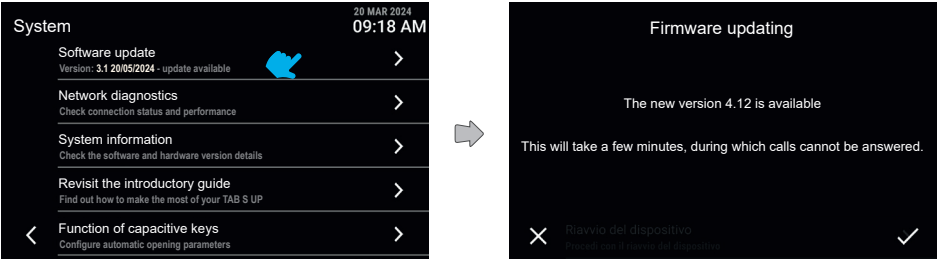 System
20 MAR 2024
09:18 AM
Software update
Version: 3.1 20/05/2024 - update available
Network diagnostics
Check connection status and performance
System information
Check the software and hardware version details
Revisit the introductory guide
Find out how to make the most of your TAB S UP
Function of capacitive keys
Configure automatic opening parameters
Firmware updating
The new version 4.12 is available
This will take a few minutes, during which calls cannot be answered.
Riavvio del dispositivo
Procedi con il riavvio del dispositivo